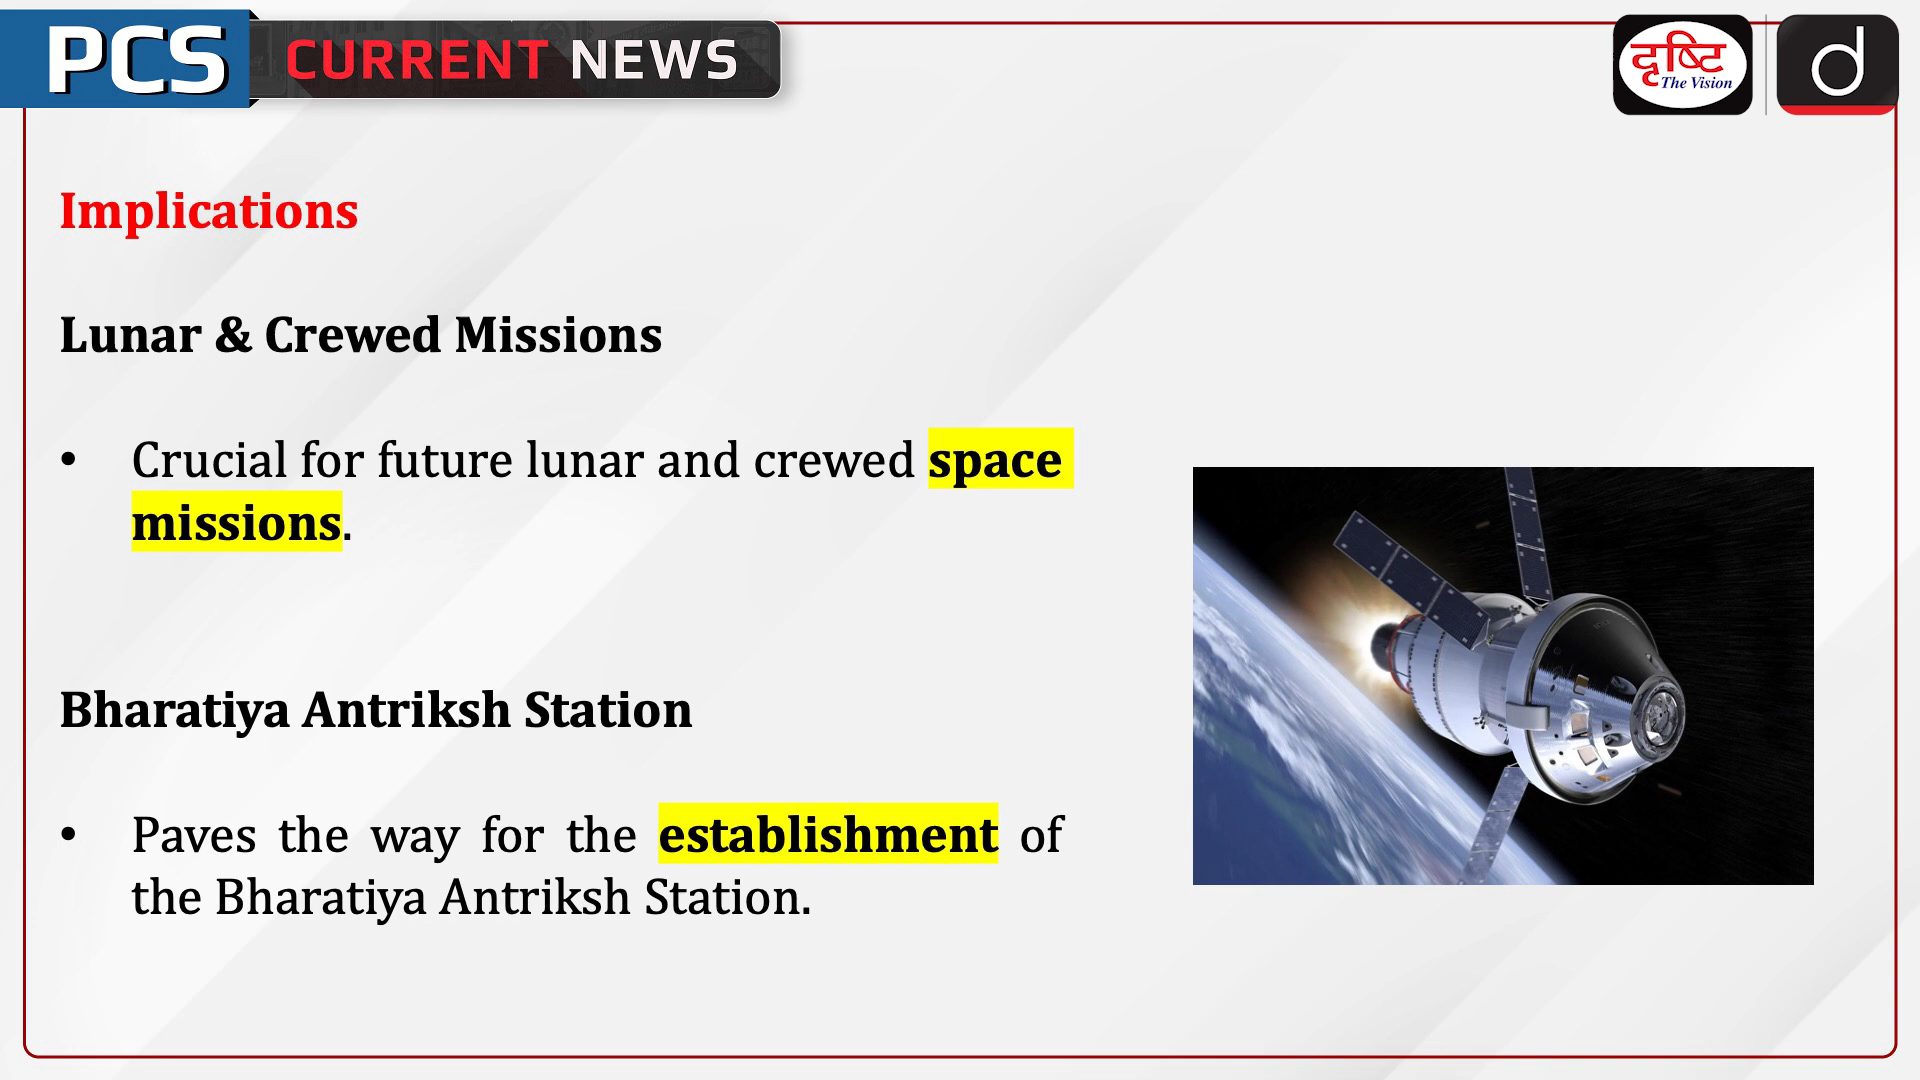 PCS CURRENT NEWS
दृष्टि
The Vision
d
Implications
Lunar & Crewed Missions
• Crucial for future lunar and crewed space
missions.
Bharatiya Antriksh Station
• Paves the way for the establishment of
the Bharatiya Antriksh Station.